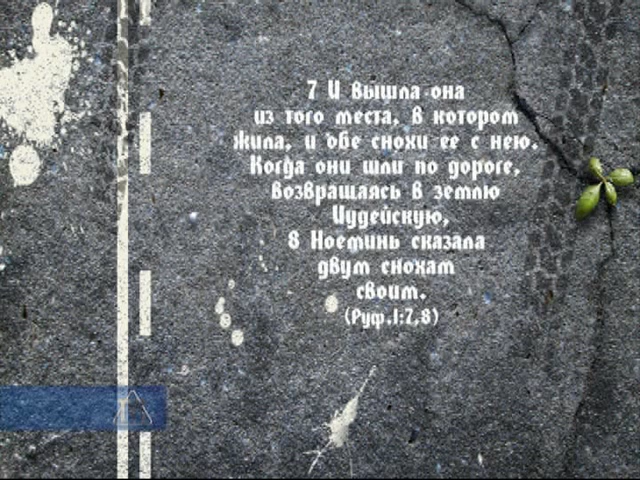 7 И вышла она
из того места, в котором
жила, и обе снохи ее с нею.
Когда они шли по дороге,
возвращаясь в землю
Иудейскую,
8 Ноеминь сказала
двум снохам
своим.
(Руф.1:7,8)